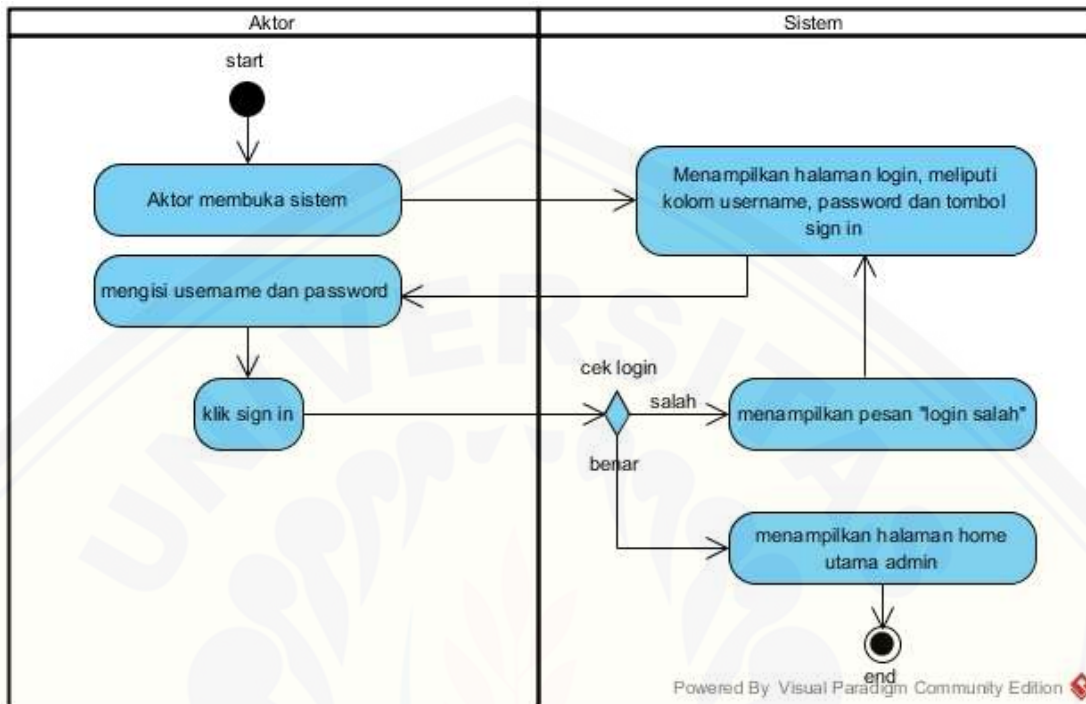 Aktor
Sistem
start
Aktor membuka sistem
Menampilkan halaman login, meliputi
kolom username, password dan tombol
sign in
mengisi username dan password
klik sign in
cek login
salah
menampilkan pesan "login salah"
benar
menampilkan halaman home
utama admin
end
Powered By Visual Paradigm Community Edition
UNIVERSITAS